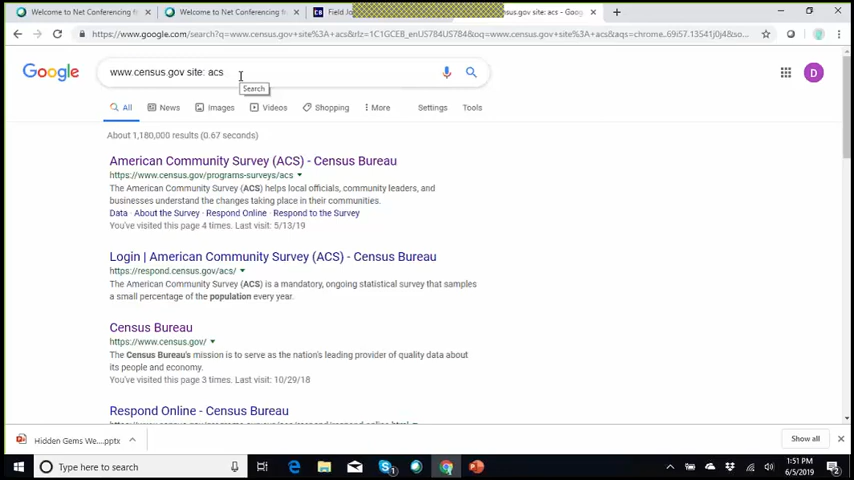 Welcome to Net Conferencing f
Welcome to Net Conferencing f
Field Jo
census.gov site: acs - Goog
https://www.google.com/search?q=www.census.gov+site%3A+acs&rlz=1C1GCEB_enUS784US784&oq=www.census.gov+site%3A+acs&aqs=chrome..69i57.13541j0j4&so...
Google
www.census.gov site: acs
Search
D
All
News
Images
Videos
Shopping
More
Settings
Tools
About 1,180,000 results (0.67 seconds)
American Community Survey (ACS) - Census Bureau
https://www.census.gov/programs-surveys/acs
The American Community Survey (ACS) helps local officials, community leaders, and
businesses understand the changes taking place in their communities.
Data · About the Survey · Respond Online · Respond to the Survey
You've visited this page 4 times. Last visit: 5/13/19
Login | American Community Survey (ACS) - Census Bureau
https://respond.census.gov/acs/
The American Community Survey (ACS) is a mandatory, ongoing statistical survey that samples
a small percentage of the population every year.
Census Bureau
https://www.census.gov/
The Census Bureau's mission is to serve as the nation's leading provider of quality data about
its people and economy.
You've visited this page 3 times. Last visit: 10/29/18
Respond Online - Census Bureau
Hidden Gems We....pptx
Show all
Type here to search
1:51 PM
6/5/2019